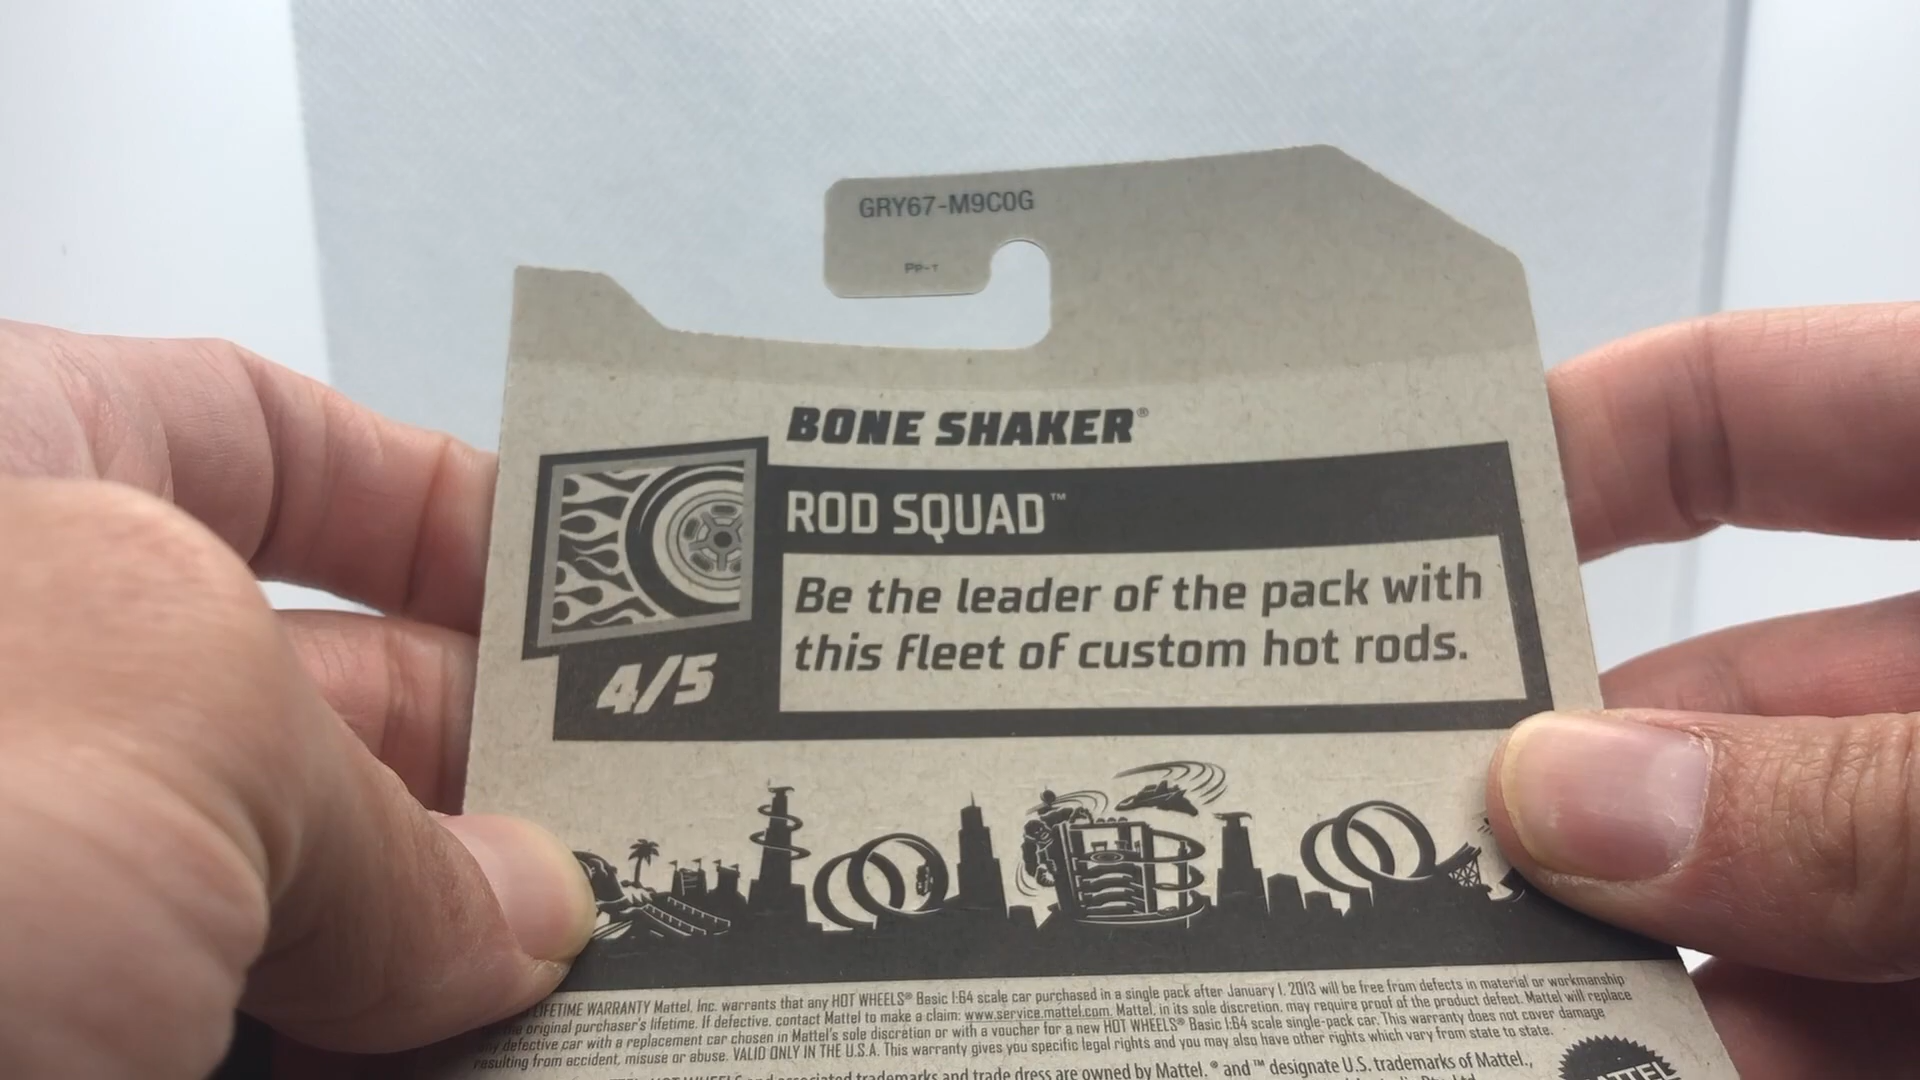 GRY67-M9C0G
PP-T
BONE SHAKER®
ROD SQUAD™
Be the leader of the pack with
this fleet of custom hot rods.
4/5
LIFETIME WARRANTY Mattel, Inc. warrants that any HOT WHEELS® Basic 1:64 scale car purchased in a single pack after January 1, 2013 will be free from defects in material or workmanship
original purchaser's lifetime. If defective, contact Mattel to make a claim: www.service.mattel.com. Mattel, in its sole discretion, may require proof of the product defect. Mattel will replace
any defective car with a replacement car chosen in Mattel's sole discretion or with a voucher for a new HOT WHEELS® Basic 1:64 scale single-pack car. This warranty does not cover damage
resulting from accident, misuse or abuse. VALID ONLY IN THE U.S.A. This warranty gives you specific legal rights and you may also have other rights which vary from state to state.
HOT WHEELS and associated trademarks and trade dress are owned by Mattel. ® and ™ designate U.S. trademarks of Mattel.,
MATTEL